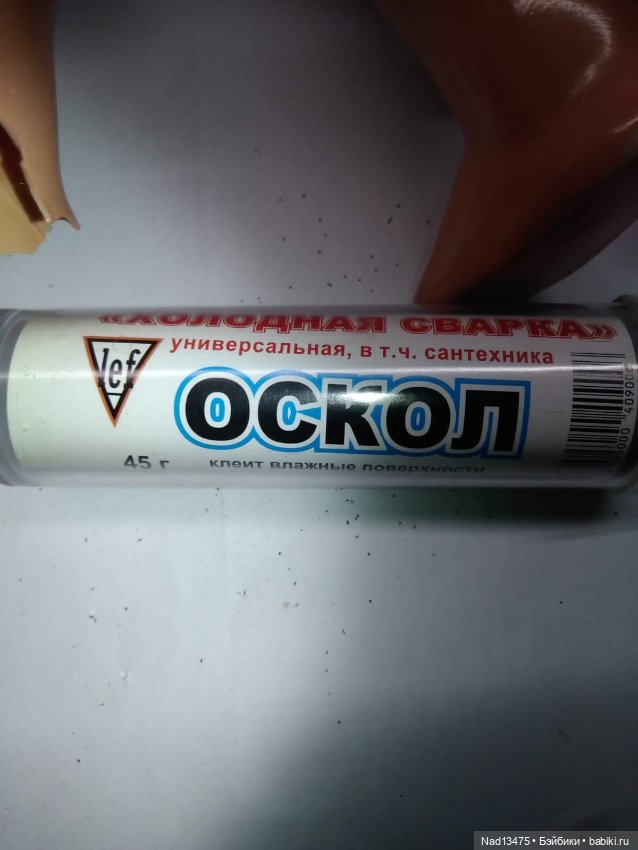 «ХОЛОДНАЯ СВАРКА»
универсальная, в т.ч. сантехника
lef
ОСКОЛ
45 г
клеит влажные поверхности
Nad13475 • Бэйбики • babiki.ru